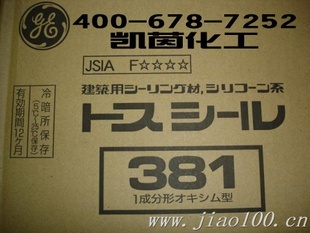 400-678-7252
GE
凯茵化工
JSIA F☆☆☆☆
冷暗所保存
有効期間12ヶ月
建築用シーリング材,シリコーン系
トスシール
381
1成分形オキシム型
www.jiao100.cn